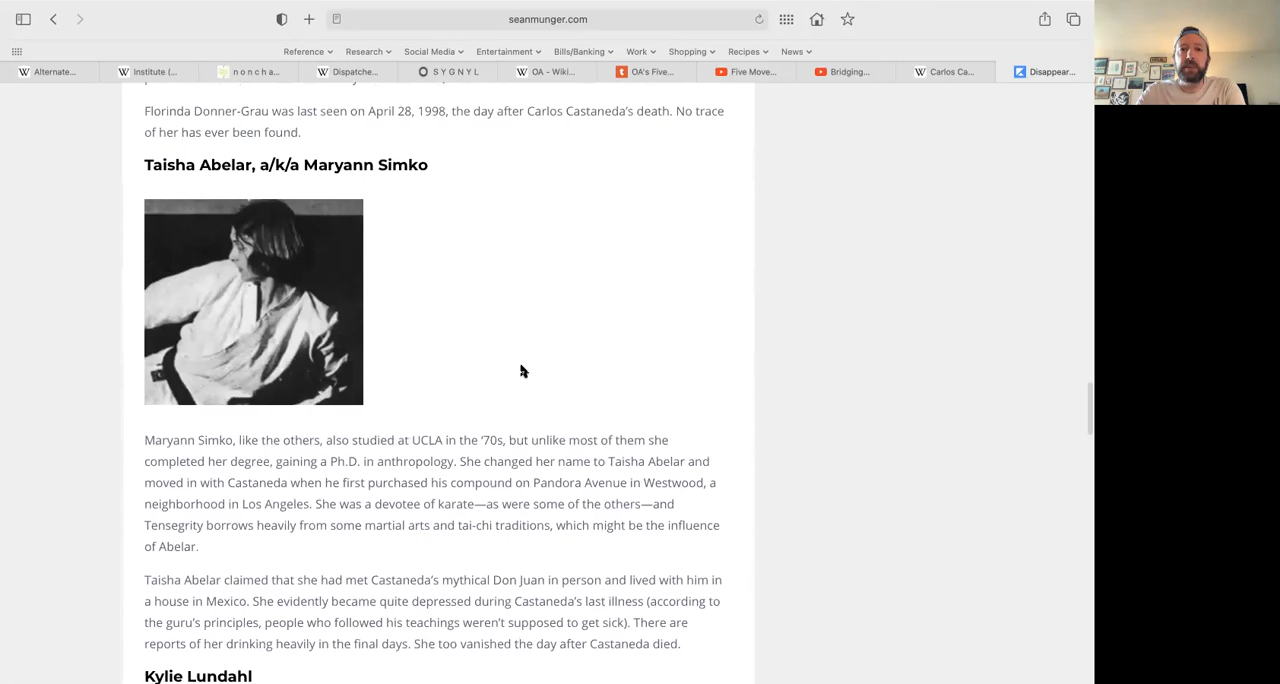 seanmunger.com
Reference
Research
Social Media
Entertainment
Bills/Banking
Work
Shopping
Recipes
News
Alternate...
Institute (...
n o n c h a...
Dispatche...
S Y G N Y L
OA - Wiki...
OA's Five...
Five Move...
Bridging...
Carlos Ca...
Disappear...
Florinda Donner-Grau was last seen on April 28, 1998, the day after Carlos Castaneda's death. No trace
of her has ever been found.
Taisha Abelar, a/k/a Maryann Simko
Maryann Simko, like the others, also studied at UCLA in the '70s, but unlike most of them she
completed her degree, gaining a Ph.D. in anthropology. She changed her name to Taisha Abelar and
moved in with Castaneda when he first purchased his compound on Pandora Avenue in Westwood, a
neighborhood in Los Angeles. She was a devotee of karate—as were some of the others—and
Tensegrity borrows heavily from some martial arts and tai-chi traditions, which might be the influence
of Abelar.
Taisha Abelar claimed that she had met Castaneda's mythical Don Juan in person and lived with him in
a house in Mexico. She evidently became quite depressed during Castaneda's last illness (according to
the guru's principles, people who followed his teachings weren't supposed to get sick). There are
reports of her drinking heavily in the final days. She too vanished the day after Castaneda died.
Kylie Lundahl